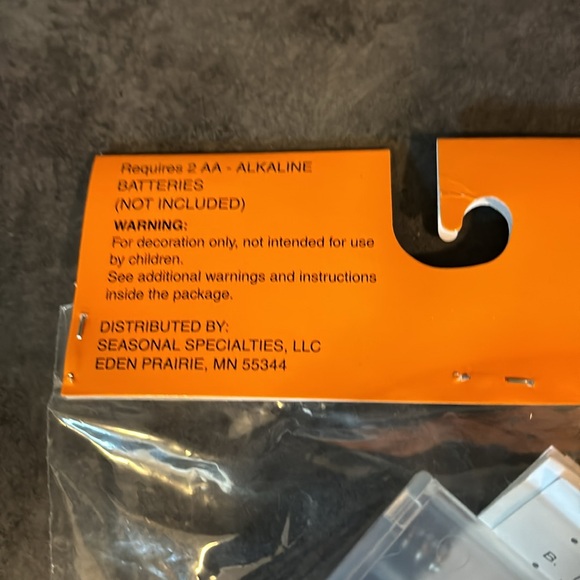 Requires 2 AA - ALKALINE
BATTERIES
(NOT INCLUDED)
WARNING:
For decoration only, not intended for use
by children.
See additional warnings and instructions
inside the package.
DISTRIBUTED BY:
SEASONAL SPECIALTIES, LLC
EDEN PRAIRIE, MN 55344
B.